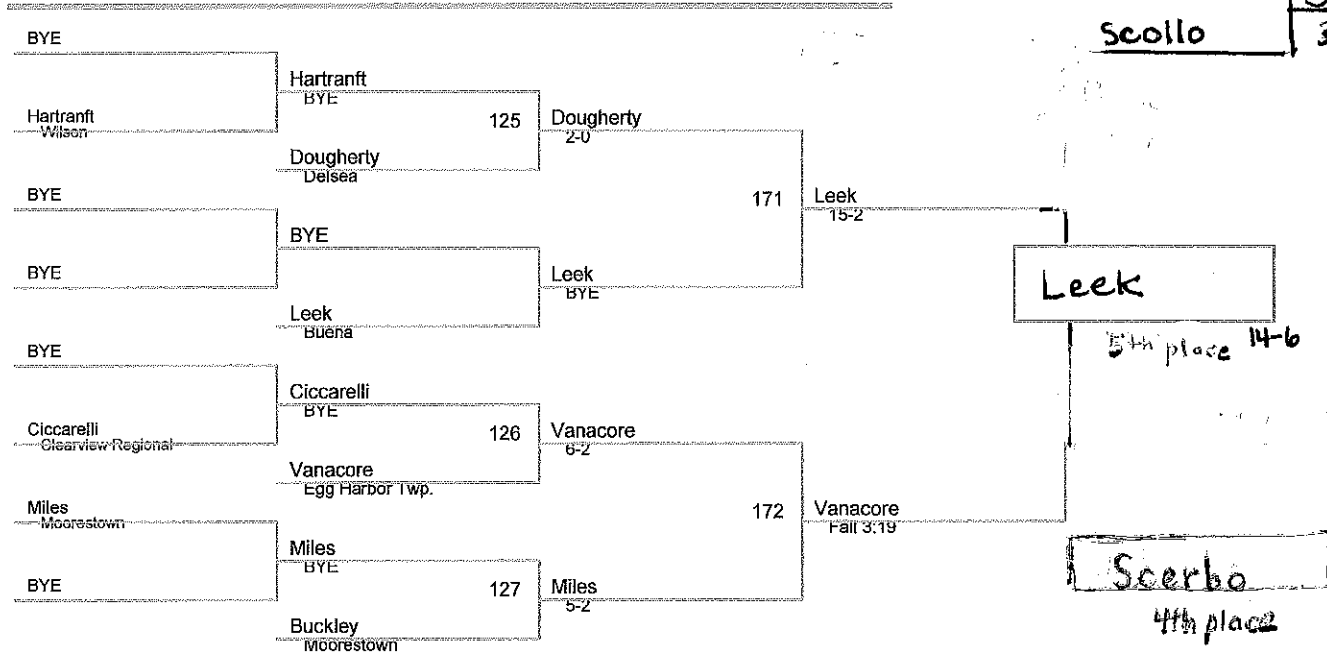 BYE
Scollo
Hartranft
BYE
Hartranft
Wilson
125
Dougherty
2-0
Dougherty
Delsea
BYE
171
Leek
15-2
BYE
BYE
Leek
BYE
Leek
Leek
Buena
5th place 14-6
BYE
Ciccarelli
BYE
Ciccarelli
Clearview Regional
126
Vanacore
6-2
Vanacore
Egg Harbor Twp.
Miles
Moorestown
172
Vanacore
Fall 3:19
Miles
BYE
Scerbo
BYE
127
Miles
5-2
4th place
Buckley
Moorestown